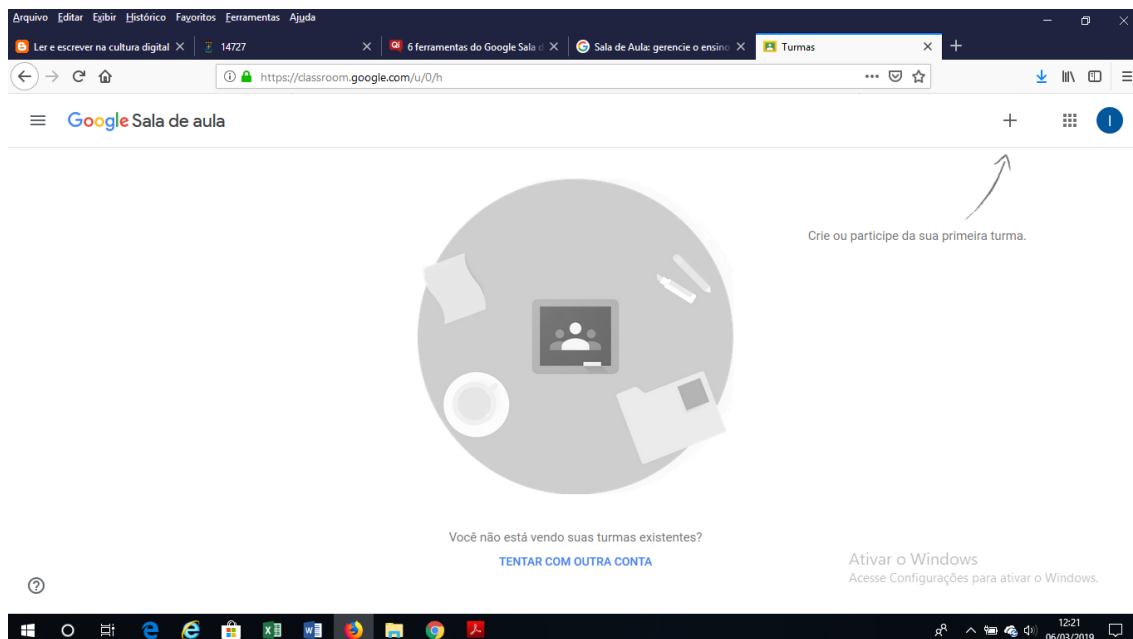 Arquivo Editar Exibir Histórico Favoritos Ferramentas Ajuda
Ler e escrever na cultura digital
14727
6 ferramentas do Google Sala d
Sala de Aula: gerencie o ensino
Turmas
https://classroom.google.com/u/0/h
Google Sala de aula
I
Crie ou participe da sua primeira turma.
Você não está vendo suas turmas existentes?
TENTAR COM OUTRA CONTA
Ativar o Windows
Acesse Configurações para ativar o Windows.
12:21
06/03/2019